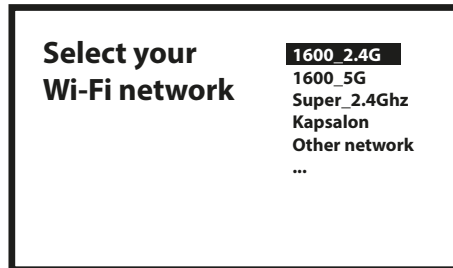 Select your
Wi-Fi network
1600_2.4G
1600_5G
Super_2.4Ghz
Kapsalon
Other network
...